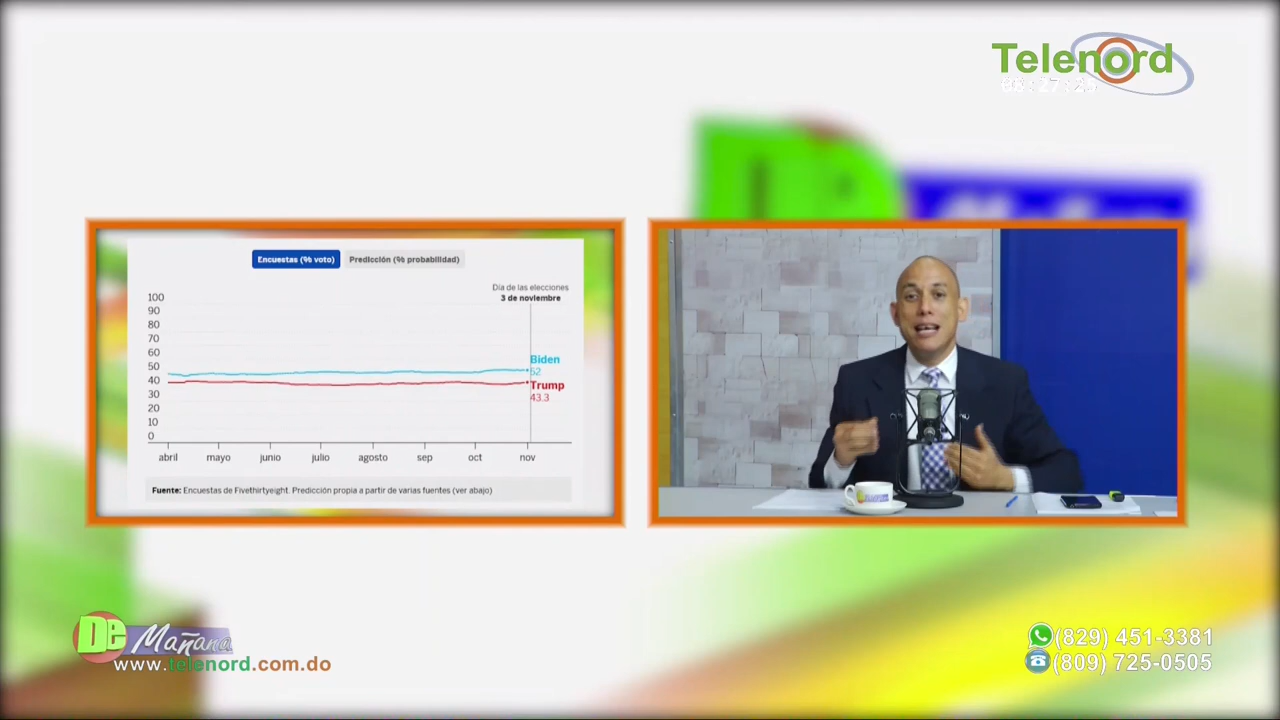 Telenord
Encuestas (% voto)
Predicción (% probabilidad)
Día de las elecciones
3 de noviembre
100
90
80
70
60
50
40
30
20
10
0
Biden
52
Trump
43.3
abril
mayo
junio
julio
agosto
sep
oct
nov
Fuente: Encuestas de Fivethirtyeight. Predicción propia a partir de varias fuentes (ver abajo)
De Mañana
www.telenord.com.do
(829) 451-3381
(809) 725-0505